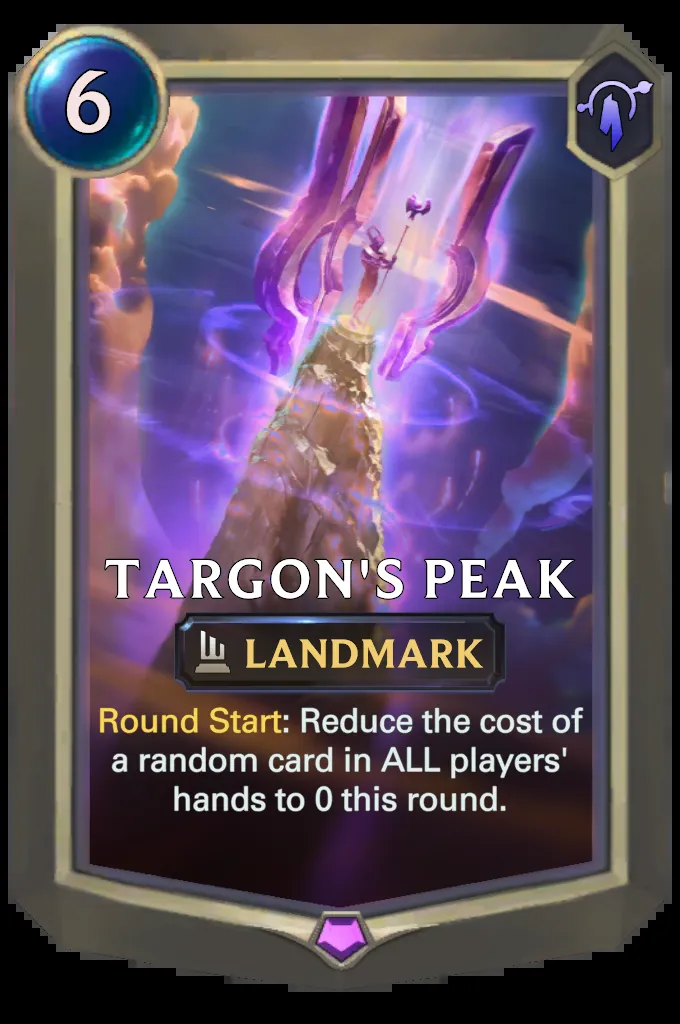 6
TARGON'S PEAK
LANDMARK
Round Start: Reduce the cost of
a random card in ALL players'
hands to 0 this round.